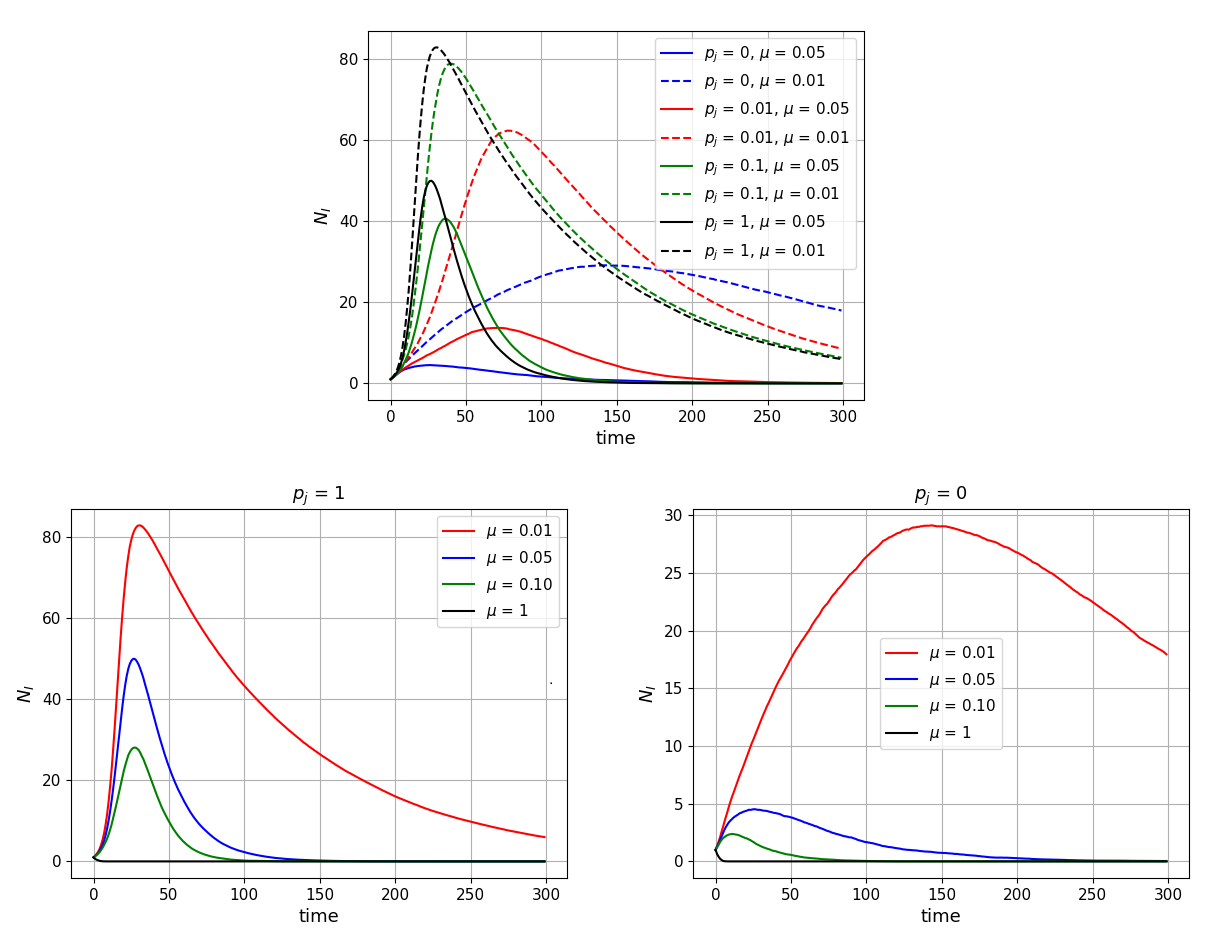 80
60
40
20
0
N_I
0 50 100 150 200 250 300
time
p_j = 0, μ = 0.05
p_j = 0, μ = 0.01
p_j = 0.01, μ = 0.05
p_j = 0.01, μ = 0.01
p_j = 0.1, μ = 0.05
p_j = 0.1, μ = 0.01
p_j = 1, μ = 0.05
p_j = 1, μ = 0.01
p_j = 1
80
60
40
20
0
N_I
0 50 100 150 200 250 300
time
μ = 0.01
μ = 0.05
μ = 0.10
μ = 1
.
p_j = 0
30
25
20
15
10
5
0
N_I
0 50 100 150 200 250 300
time
μ = 0.01
μ = 0.05
μ = 0.10
μ = 1